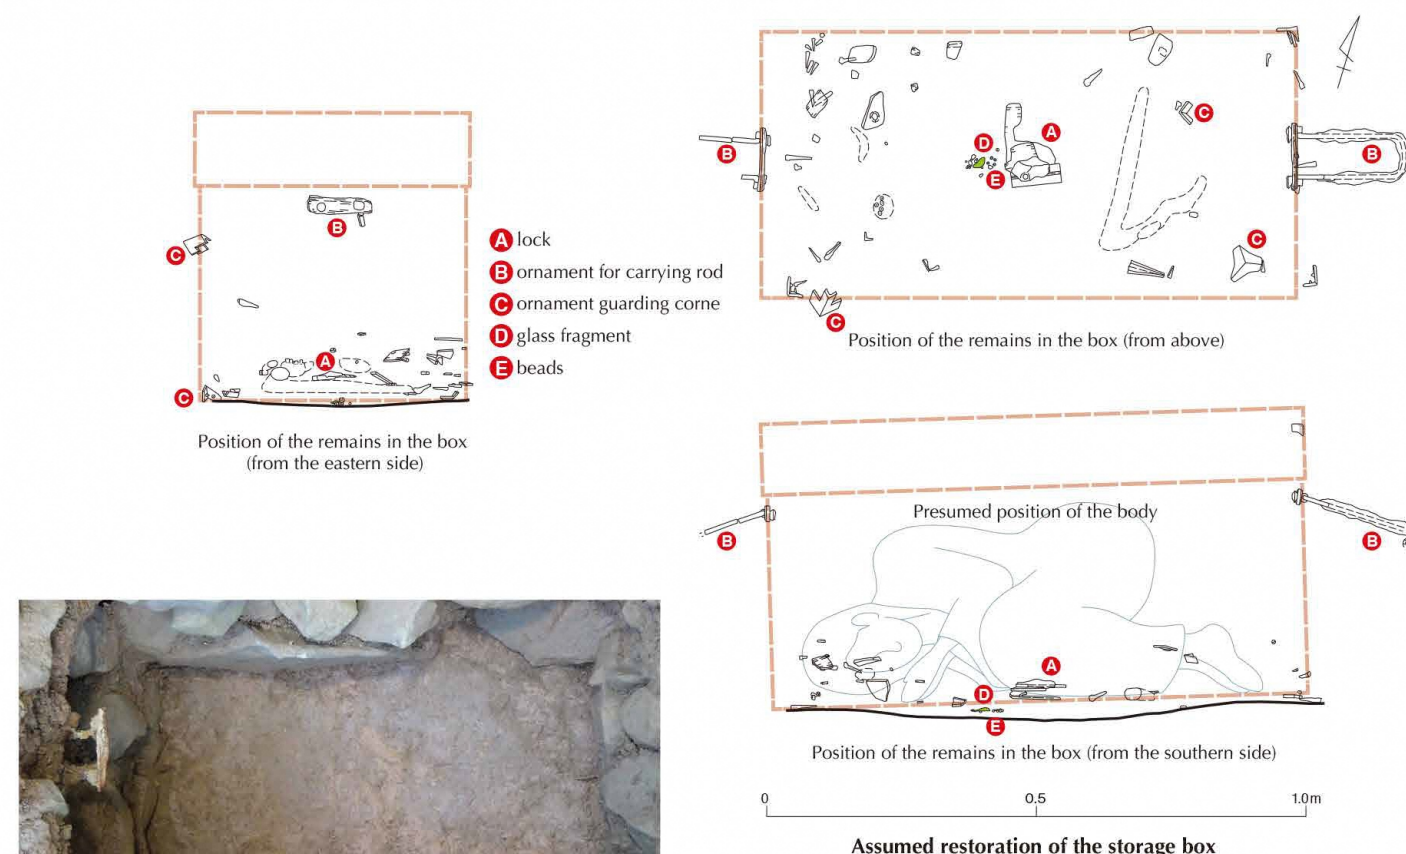 B
C
A
C
Position of the remains in the box
(from the eastern side)
A lock
B ornament for carrying rod
C ornament guarding corne
D glass fragment
E beads
C
D
A
B
B
E
C
C
Position of the remains in the box (from above)
Presumed position of the body
B
B
A
D
E
Position of the remains in the box (from the southern side)
0 0.5 1.0m
Assumed restoration of the storage box